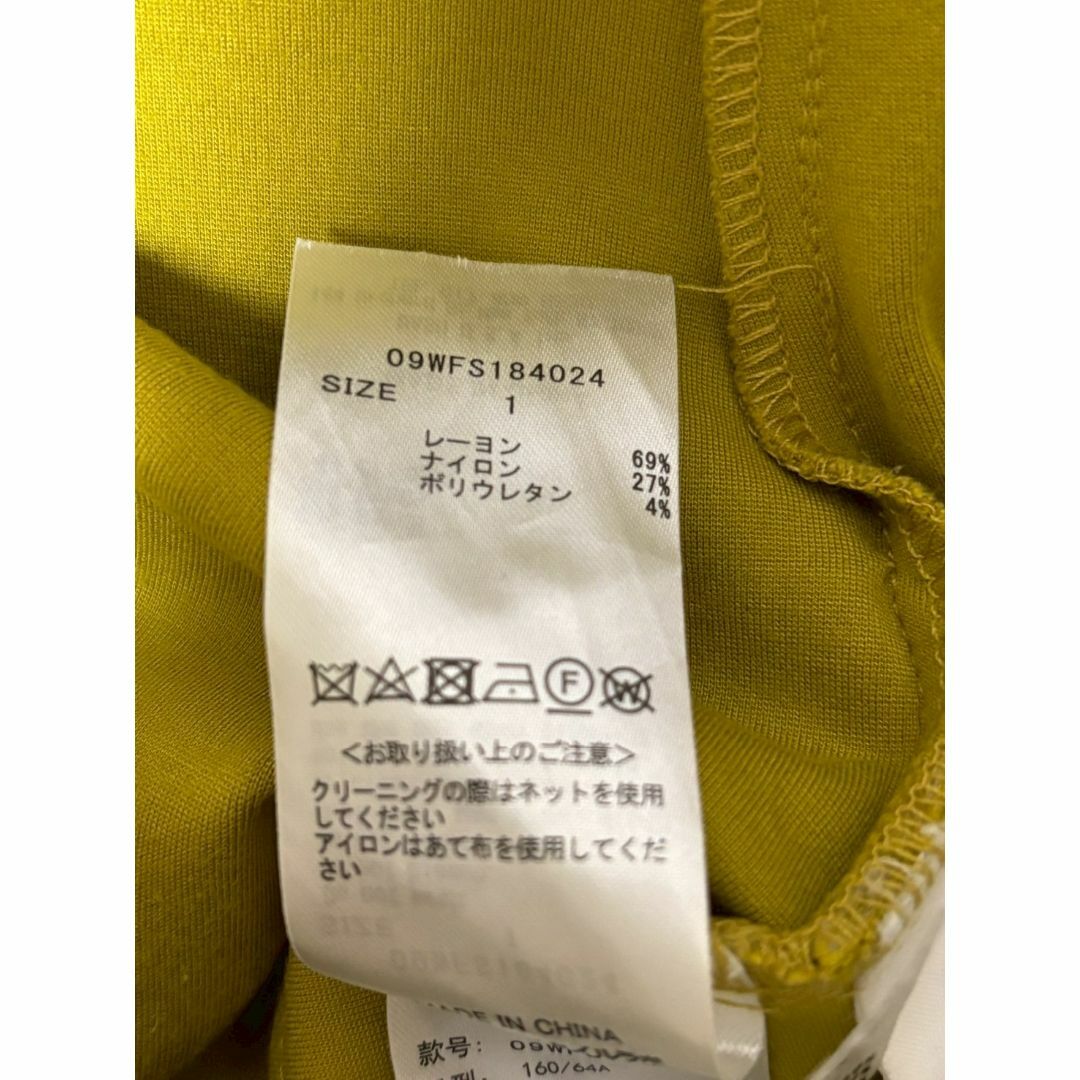 09WFS184024
SIZE 1
レーヨン 69%
ナイロン 27%
ポリウレタン 4%
F W
<お取り扱い上のご注意>
クリーニングの際はネットを使用
してください
アイロンはあて布を使用してくだ
さい
IN CHINA
款号:
160/64A